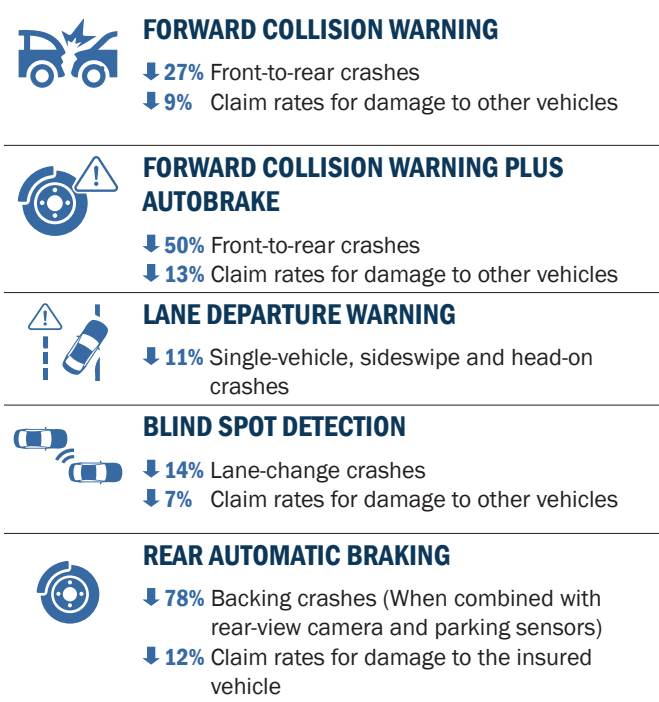 FORWARD COLLISION WARNING
⬇ 27% Front-to-rear crashes
⬇ 9% Claim rates for damage to other vehicles
FORWARD COLLISION WARNING PLUS
AUTOBRAKE
⬇ 50% Front-to-rear crashes
⬇ 13% Claim rates for damage to other vehicles
LANE DEPARTURE WARNING
⬇ 11% Single-vehicle, sideswipe and head-on
crashes
BLIND SPOT DETECTION
⬇ 14% Lane-change crashes
⬇ 7% Claim rates for damage to other vehicles
REAR AUTOMATIC BRAKING
⬇ 78% Backing crashes (When combined with
rear-view camera and parking sensors)
⬇ 12% Claim rates for damage to the insured
vehicle